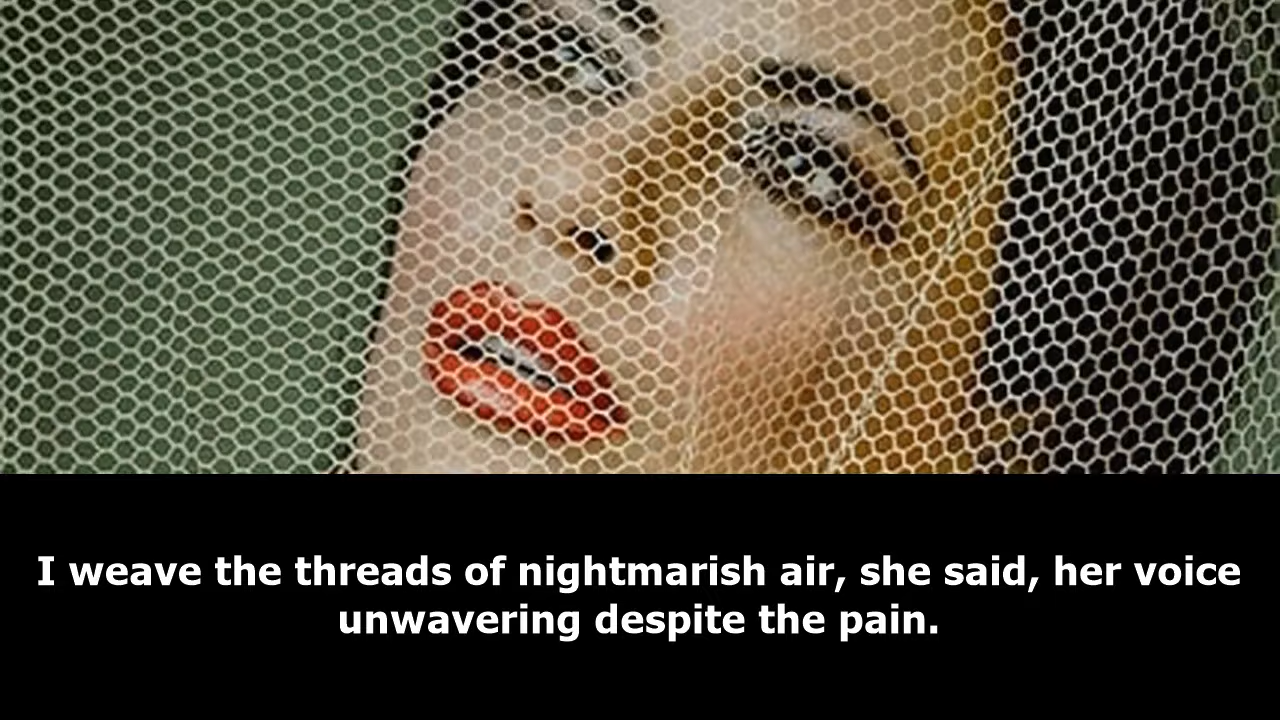 I weave the threads of nightmarish air, she said, her voice
unwavering despite the pain.